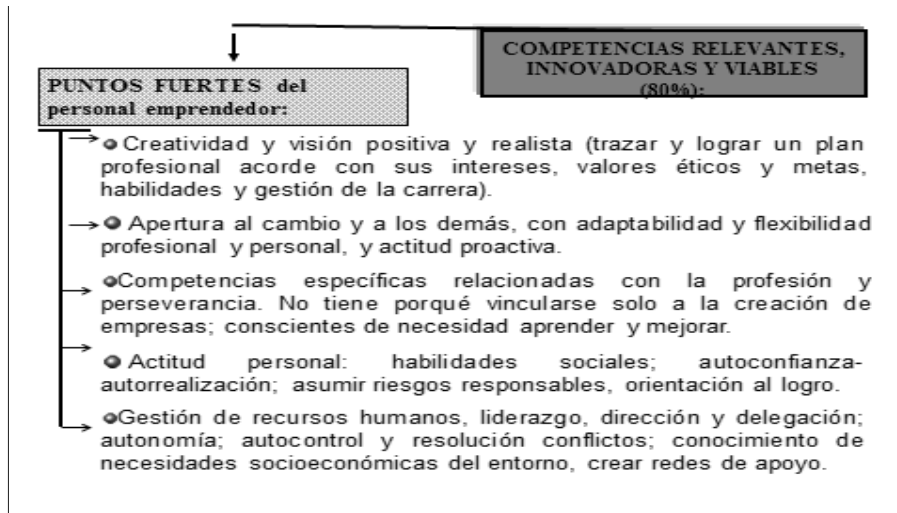 COMPETENCIAS RELEVANTES,
INNOVADORAS Y VIABLES
(80%):
PUNTOS FUERTES del
personal emprendedor:
Creatividad y visión positiva y realista (trazar y lograr un plan
profesional acorde con sus intereses, valores éticos y metas,
habilidades y gestión de la carrera).
Apertura al cambio y a los demás, con adaptabilidad y flexibilidad
profesional y personal, y actitud proactiva.
Competencias específicas relacionadas con la profesión y
perseverancia. No tiene porqué vincularse solo a la creación de
empresas; conscientes de necesidad aprender y mejorar.
Actitud personal: habilidades sociales; autoconfianza-
autorrealización; asumir riesgos responsables, orientación al logro.
Gestión de recursos humanos, liderazgo, dirección y delegación;
autonomía; autocontrol y resolución conflictos; conocimiento de
necesidades socioeconómicas del entorno, crear redes de apoyo.